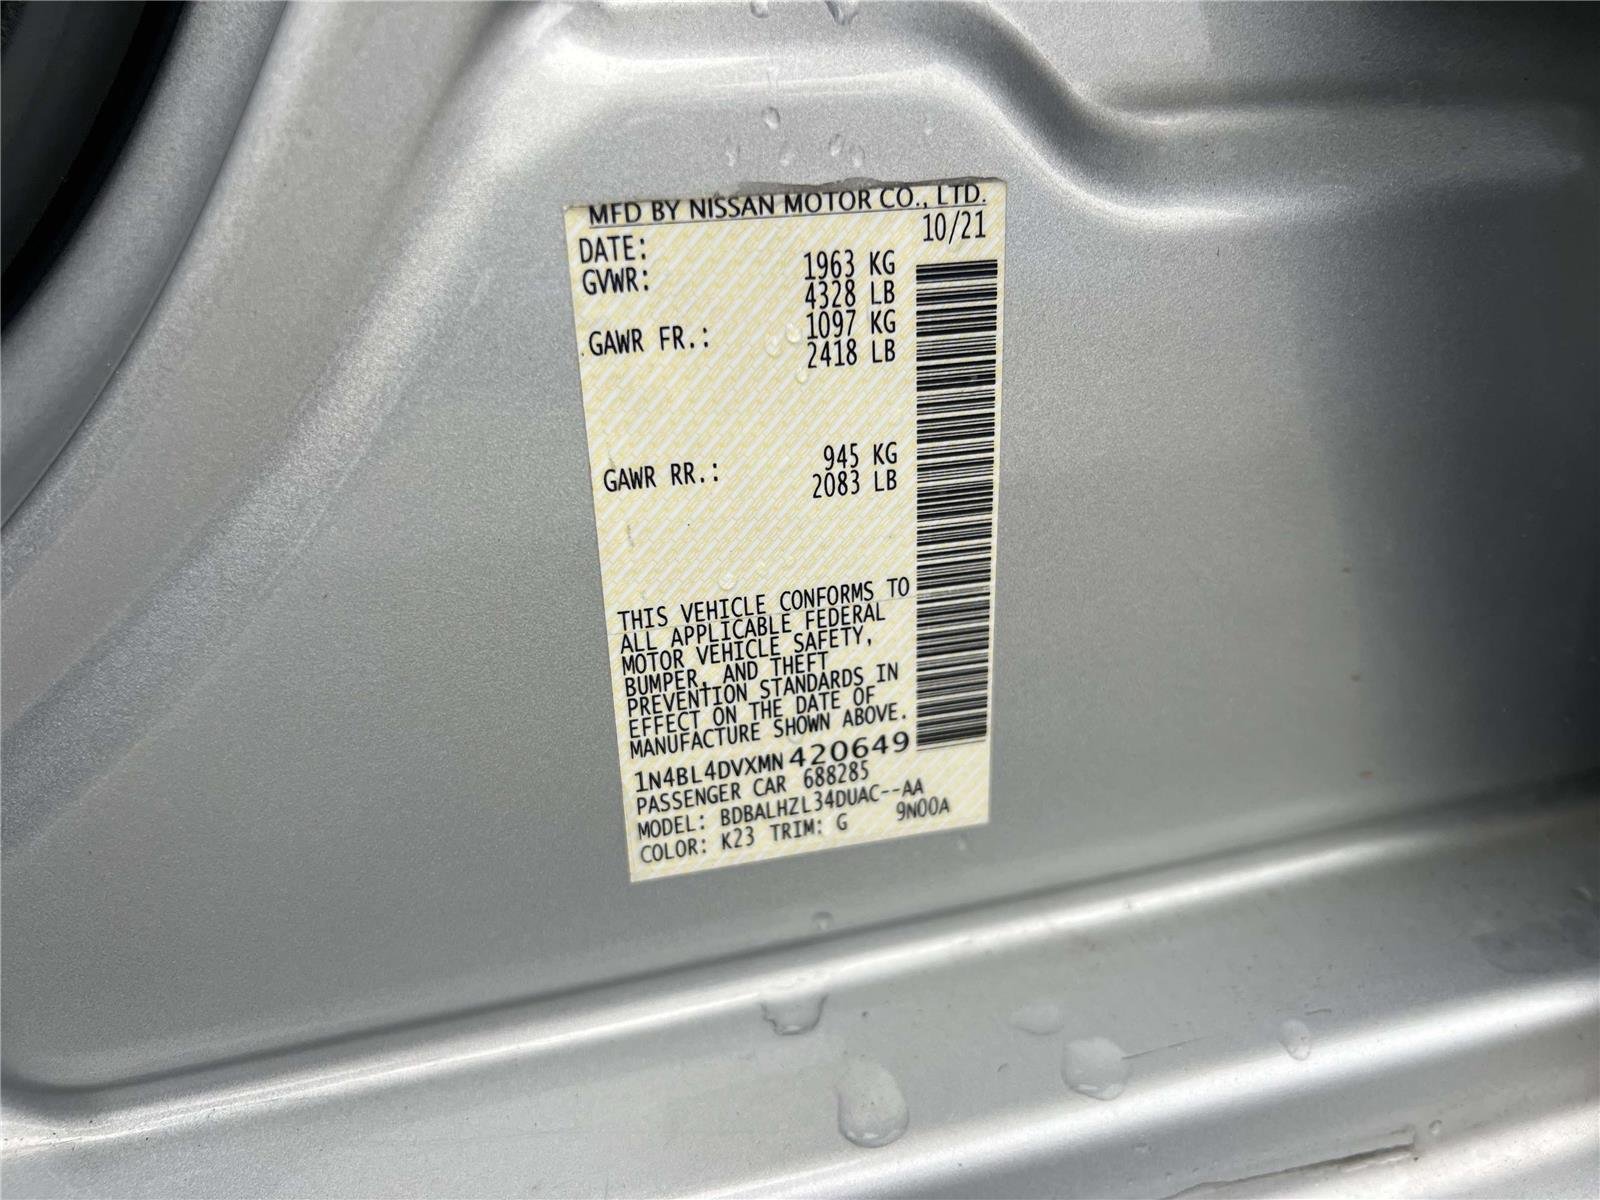 MFD BY NISSAN MOTOR CO., LTD.
DATE: 10/21
GVWR: 1963 KG
4328 LB
GAWR FR.: 1097 KG
2418 LB
GAWR RR.: 945 KG
2083 LB
THIS VEHICLE CONFORMS TO
ALL APPLICABLE FEDERAL
MOTOR VEHICLE SAFETY,
BUMPER, AND THEFT
PREVENTION STANDARDS IN
EFFECT ON THE DATE OF
MANUFACTURE SHOWN ABOVE.
1N4BL4DVXMN420649
PASSENGER CAR 688285
MODEL: BDBALHZL34DUAC--AA
COLOR: K23 TRIM: G 9N00A